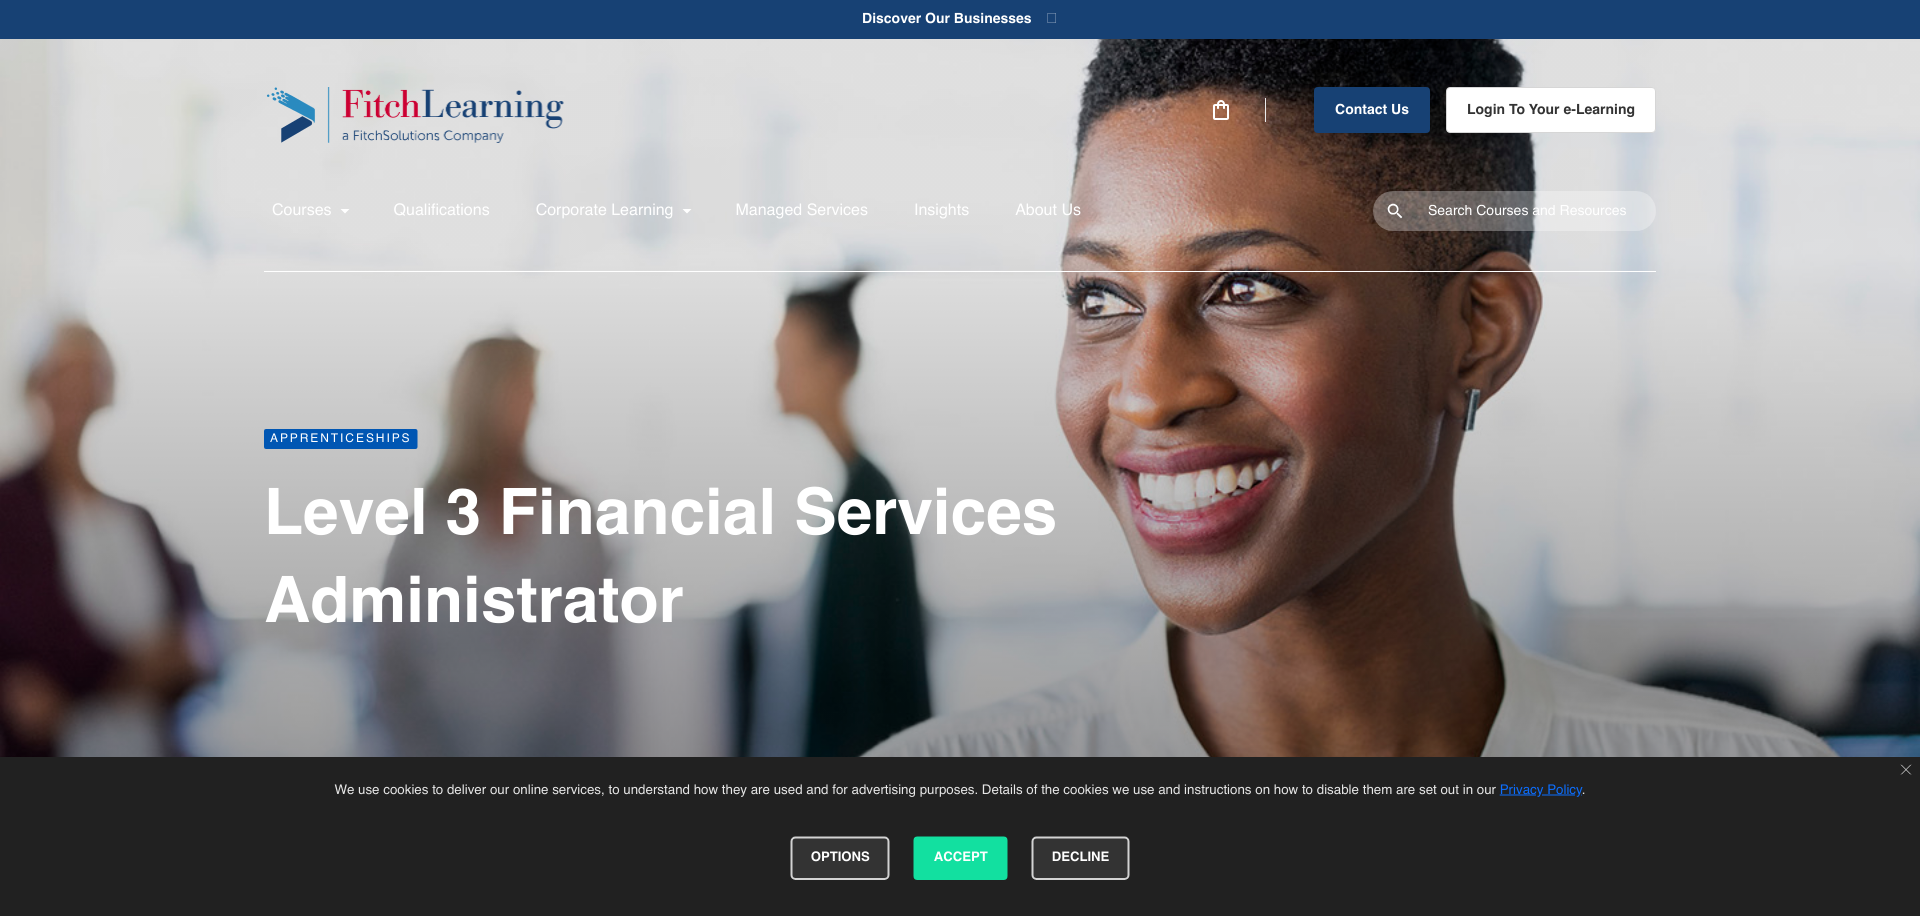 Discover Our Businesses
FitchLearning
a FitchSolutions Company
Contact Us
Login To Your e-Learning
Courses
Qualifications
Corporate Learning
Managed Services
Insights
About Us
Search Courses and Resources
APPRENTICESHIPS
Level 3 Financial Services
Administrator
We use cookies to deliver our online services, to understand how they are used and for advertising purposes. Details of the cookies we use and instructions on how to disable them are set out in our Privacy Policy.
OPTIONS
ACCEPT
DECLINE